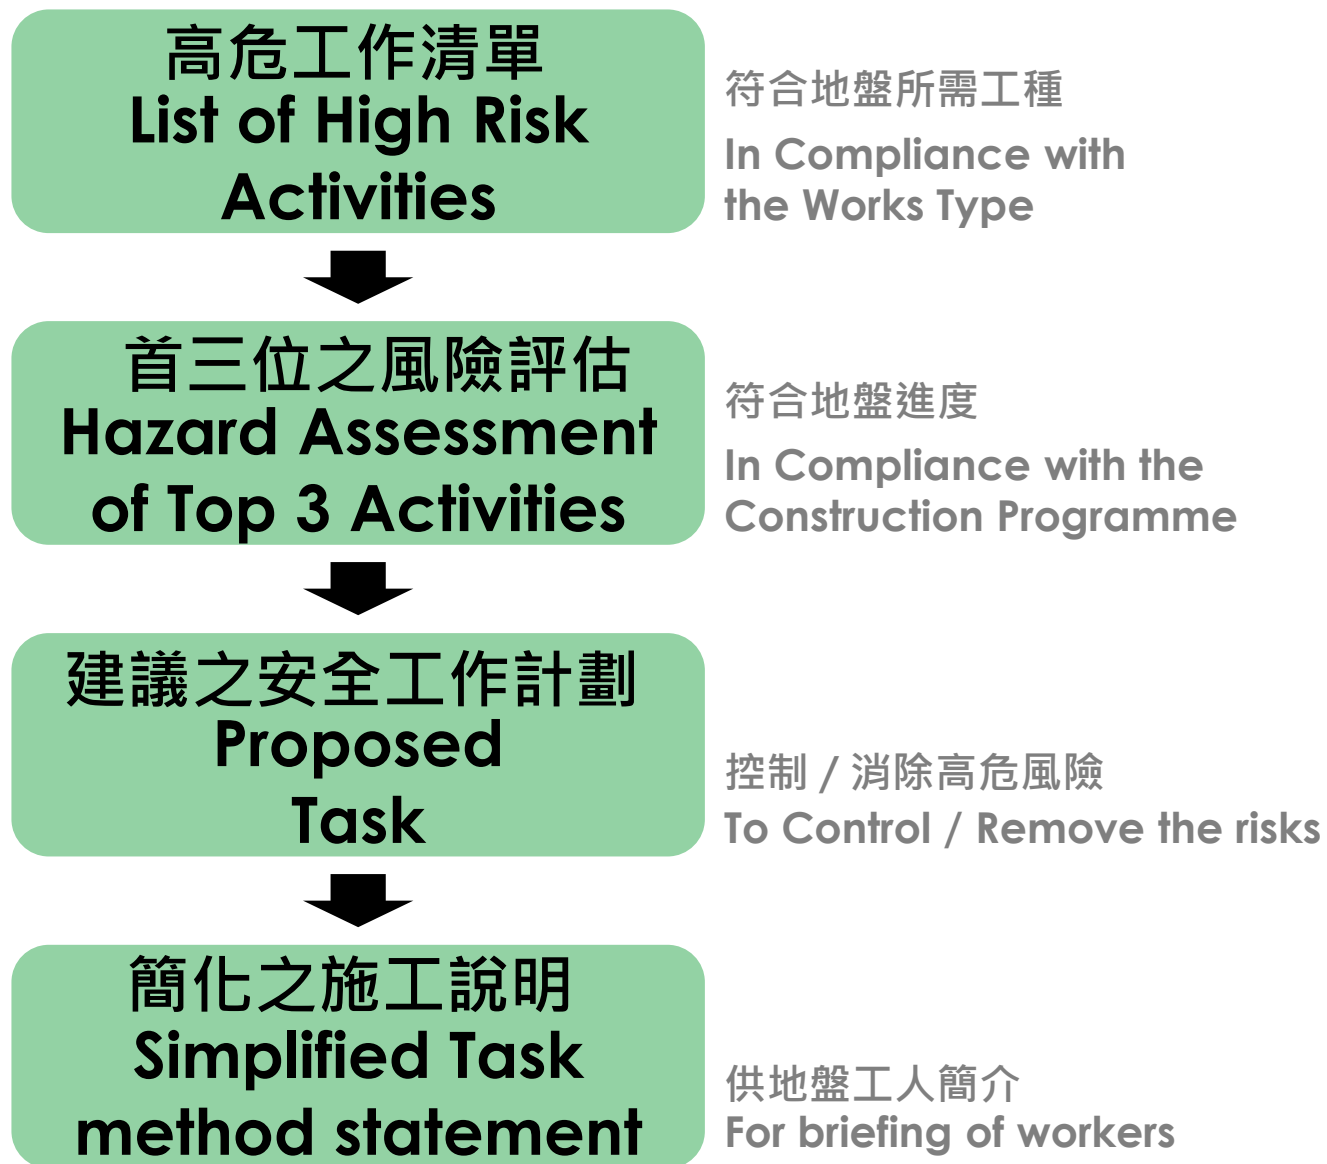 高危工作清單
List of High Risk
Activities
符合地盤所需工種
In Compliance with
the Works Type
首三位之風險評估
Hazard Assessment
of Top 3 Activities
符合地盤進度
In Compliance with the
Construction Programme
建議之安全工作計劃
Proposed
Task
控制 / 消除高危風險
To Control / Remove the risks
簡化之施工說明
Simplified Task
method statement
供地盤工人簡介
For briefing of workers